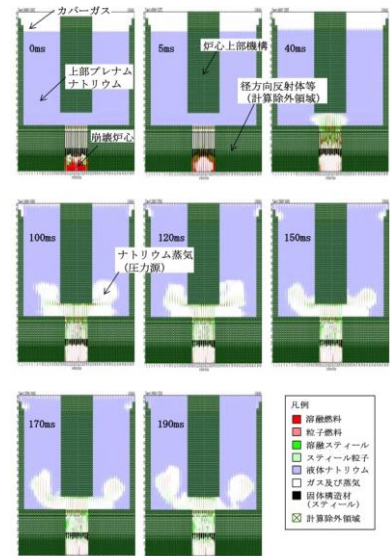 カバーガス
0ms
5ms
40ms
炉心上部機構
上部プレナム
ナトリウム
径方向反射体等
(計算除外領域)
崩壊炉心
100ms
120ms
150ms
ナトリウム蒸気
(圧力源)
170ms
190ms
凡例
溶融燃料
粒子燃料
溶融スティール
スティール粒子
液体ナトリウム
ガス及び蒸気
固体構造材
(スティール)
計算除外領域